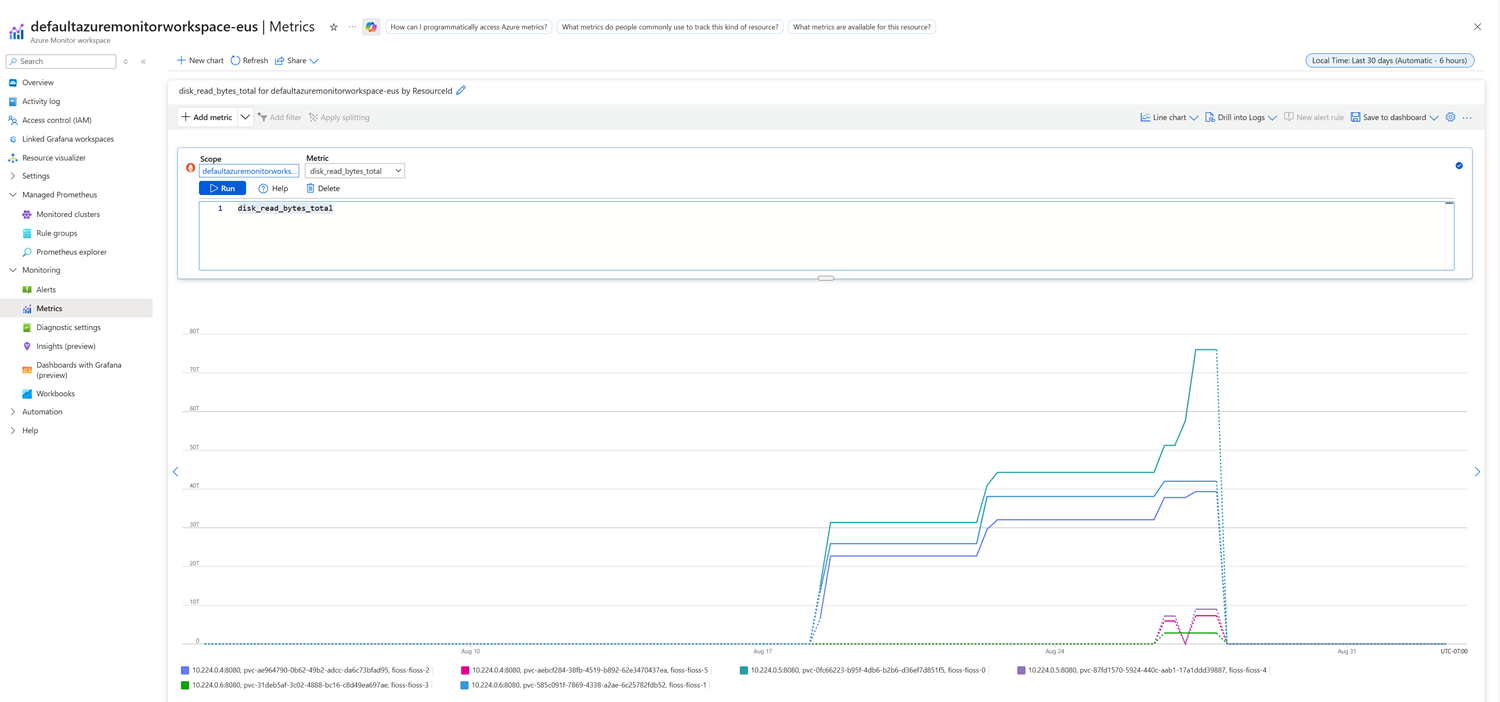 defaultazuremonitorworkspace-eus | Metrics
Azure Monitor workspace
How can I programmatically access Azure metrics?
What metrics do people commonly use to track this kind of resource?
What metrics are available for this resource?
Search
Overview
Activity log
Access control (IAM)
Linked Grafana workspaces
Resource visualizer
Settings
Managed Prometheus
Monitored clusters
Rule groups
Prometheus explorer
Monitoring
Alerts
Metrics
Diagnostic settings
Insights (preview)
Dashboards with Grafana
(preview)
Workbooks
Automation
Help
New chart
Refresh
Share
Local Time: Last 30 days (Automatic - 6 hours)
disk_read_bytes_total for defaultazuremonitorworkspace-eus by ResourceId
Add metric
Add filter
Apply splitting
Line chart
Drill into Logs
New alert rule
Save to dashboard
Scope
defaultazuremonitorworks...
Metric
disk_read_bytes_total
Run
Help
Delete
1 disk_read_bytes_total
80T
70T
60T
50T
40T
30T
20T
10T
0
Aug 10
Aug 17
Aug 24
Aug 31
UTC-07:00
10.224.0.4:8080, pvc-ae964790-0b62-49b2-adcc-da6c73bfad95, fioss-fioss-2
10.224.0.4:8080, pvc-aebcf284-38fb-4519-b892-62e3470437ea, fioss-fioss-5
10.224.0.5:8080, pvc-0fc66223-b95f-4db6-b2b6-d36ef7d851f5, fioss-fioss-0
10.224.0.5:8080, pvc-87fd1570-5924-440c-aab1-17a1ddd39887, fioss-fioss-4
10.224.0.6:8080, pvc-31deb5af-3c02-4888-bc16-c8d49ea697ae, fioss-fioss-3
10.224.0.6:8080, pvc-585c091f-7869-4338-a2ae-6c25782fdb52, fioss-fioss-1